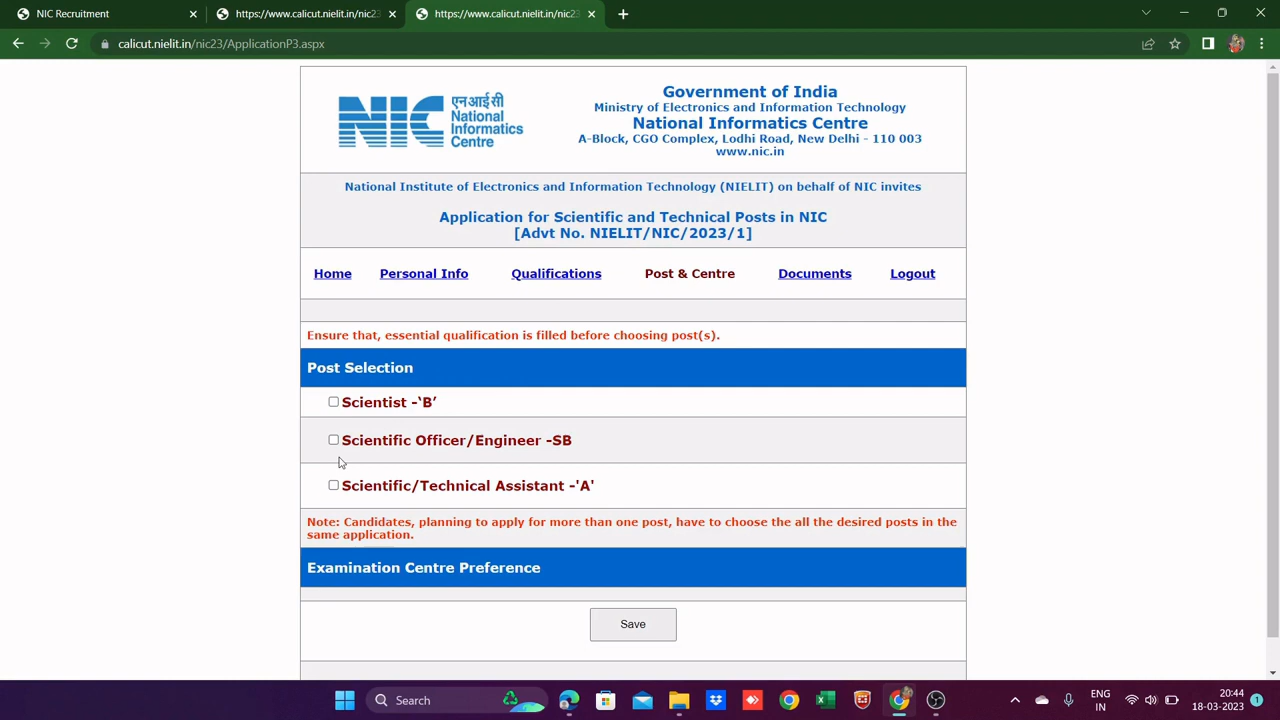 NIC Recruitment
https://www.calicut.nielit.in/nic23
https://www.calicut.nielit.in/nic23
calicut.nielit.in/nic23/ApplicationP3.aspx
NIC
एन आई सी
National
Informatics
Centre
Government of India
Ministry of Electronics and Information Technology
National Informatics Centre
A-Block, CGO Complex, Lodhi Road, New Delhi - 110 003
www.nic.in
National Institute of Electronics and Information Technology (NIELIT) on behalf of NIC invites
Application for Scientific and Technical Posts in NIC
[Advt No. NIELIT/NIC/2023/1]
Home Personal Info Qualifications Post & Centre Documents Logout
Ensure that, essential qualification is filled before choosing post(s).
Post Selection
Scientist -‘B’
Scientific Officer/Engineer -SB
Scientific/Technical Assistant -'A'
Note: Candidates, planning to apply for more than one post, have to choose the all the desired posts in the
same application.
Examination Centre Preference
Save
Search
ENG
IN
20:44
18-03-2023
1